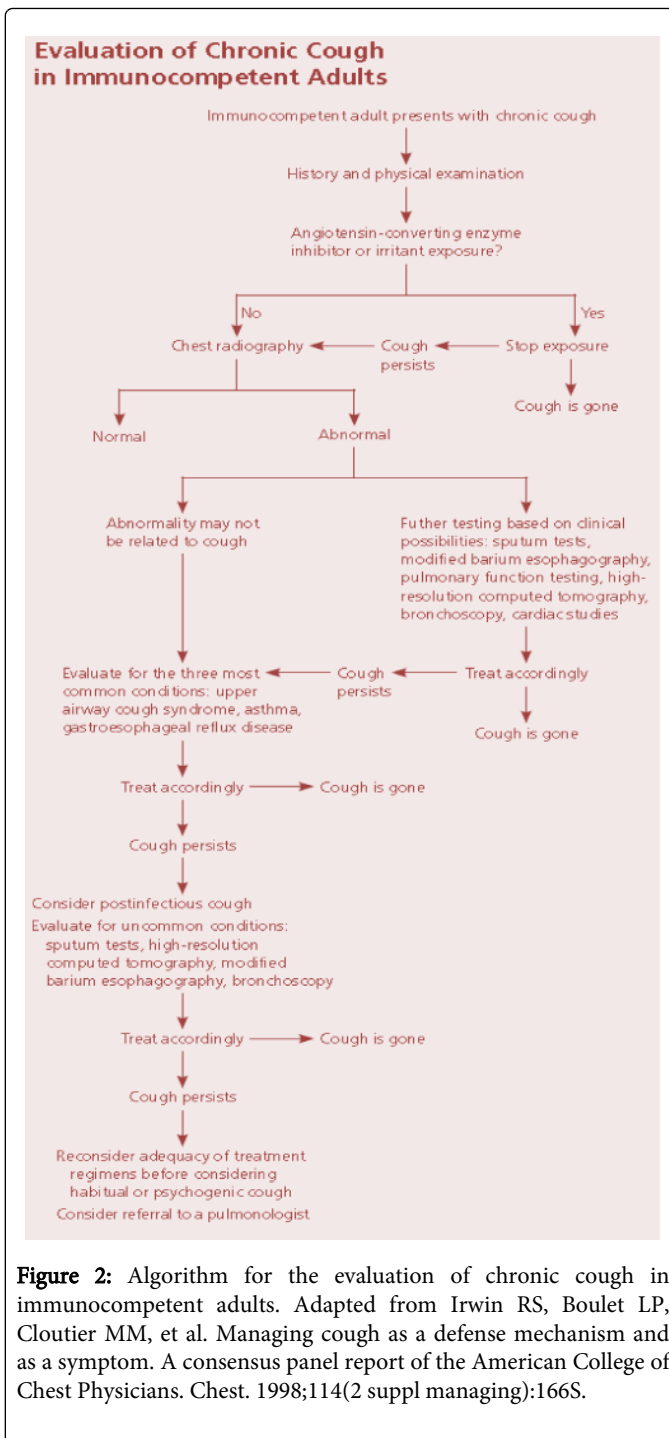 Evaluation of Chronic Cough
in Immunocompetent Adults
Immunocompetent adult presents with chronic cough
History and physical examination
Angiotensin-converting enzyme
inhibitor or irritant exposure?
No
Yes
Chest radiography
Cough
persists
Stop exposure
Cough is gone
Normal
Abnormal
Abnormality may not
be related to cough
Futher testing based on clinical
possibilities: sputum tests,
modified barium esophagography,
pulmonary function testing, high-
resolution computed tomography,
bronchoscopy, cardiac studies
Evaluate for the three most
common conditions: upper
airway cough syndrome, asthma,
gastroesophageal reflux disease
Cough
persists
Treat accordingly
Cough is gone
Treat accordingly
Cough is gone
Cough persists
Consider postinfectious cough
Evaluate for uncommon conditions:
sputum tests, high-resolution
computed tomography, modified
barium esophagography, bronchoscopy
Treat accordingly
Cough is gone
Cough persists
Reconsider adequacy of treatment
regimens before considering
habitual or psychogenic cough
Consider referral to a pulmonologist
Figure 2: Algorithm for the evaluation of chronic cough in
immunocompetent adults. Adapted from Irwin RS, Boulet LP,
Cloutier MM, et al. Managing cough as a defense mechanism and
as a symptom. A consensus panel report of the American College of
Chest Physicians. Chest. 1998;114(2 suppl managing):166S.